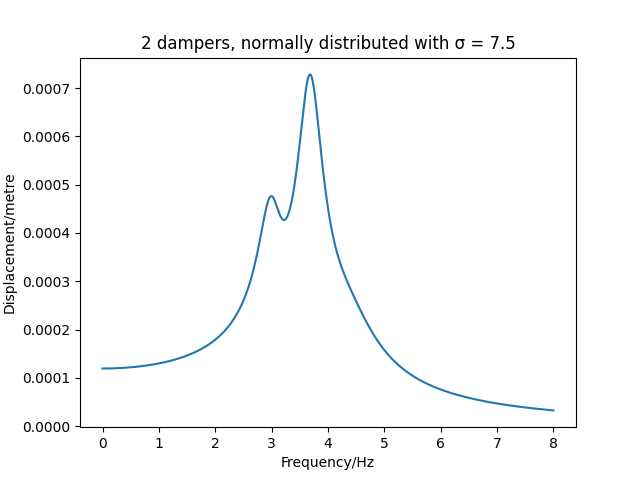 2 dampers, normally distributed with σ = 7.5
0.0007
0.0006
0.0005
0.0004
0.0003
0.0002
0.0001
0.0000
Displacement/metre
0 1 2 3 4 5 6 7 8
Frequency/Hz